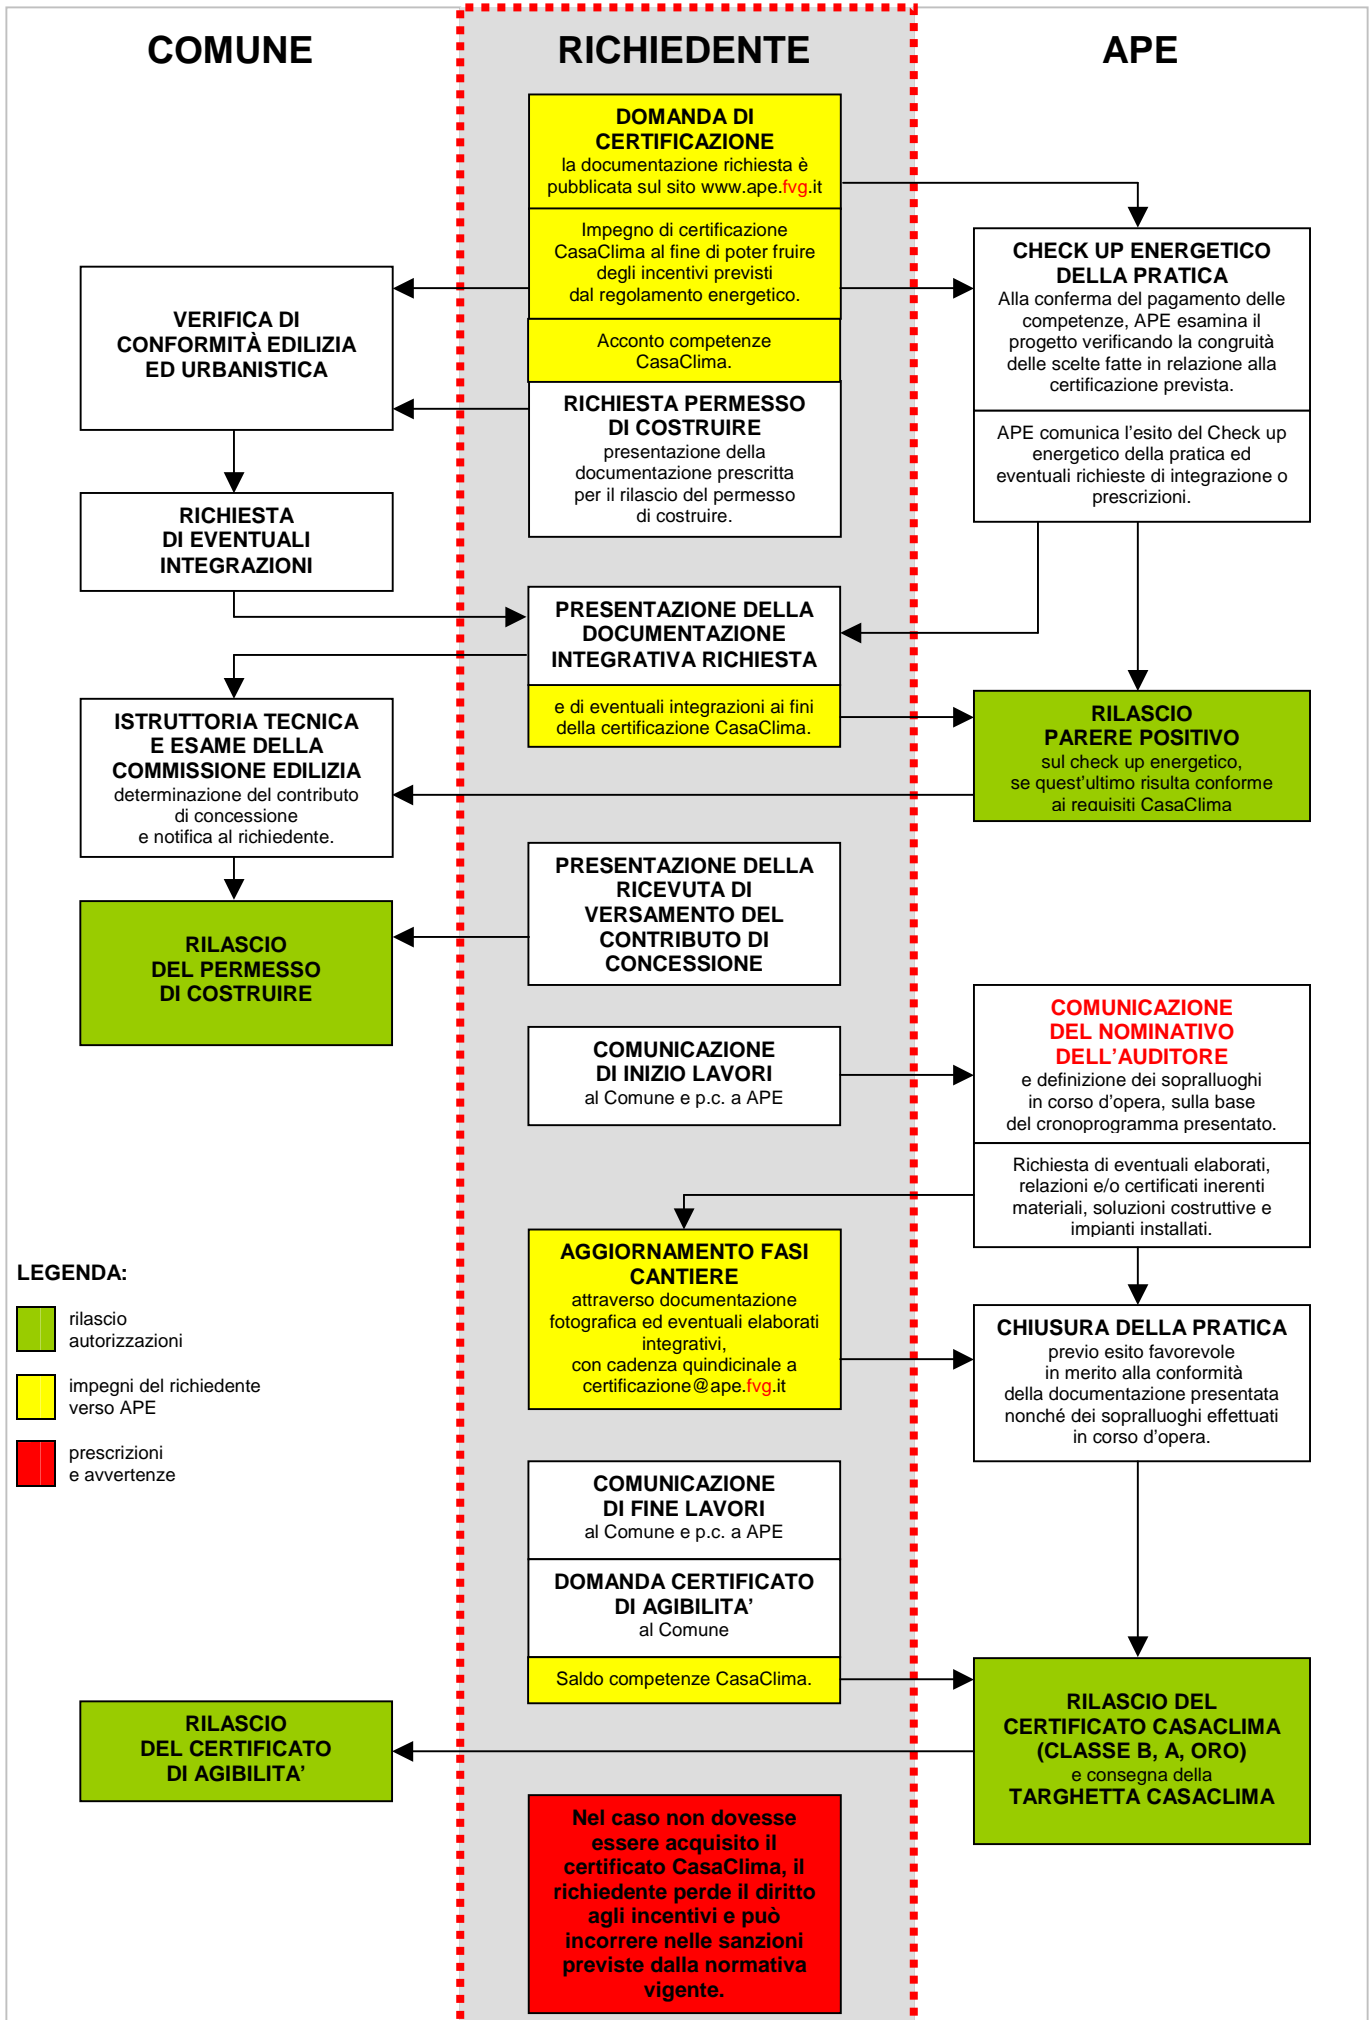 COMUNE
RICHIEDENTE
APE
DOMANDA DI
CERTIFICAZIONE
la documentazione richiesta è
pubblicata sul sito www.ape.fvg.it
Impegno di certificazione
CasaClima al fine di poter fruire
degli incentivi previsti
dal regolamento energetico.
Acconto competenze
CasaClima.
RICHIESTA PERMESSO
DI COSTRUIRE
presentazione della
documentazione prescritta
per il rilascio del permesso
di costruire.
CHECK UP ENERGETICO
DELLA PRATICA
Alla conferma del pagamento delle
competenze, APE esamina il
progetto verificando la congruità
delle scelte fatte in relazione alla
certificazione prevista.
APE comunica l'esito del Check up
energetico della pratica ed
eventuali richieste di integrazione o
prescrizioni.
VERIFICA DI
CONFORMITÀ EDILIZIA
ED URBANISTICA
RICHIESTA
DI EVENTUALI
INTEGRAZIONI
PRESENTAZIONE DELLA
DOCUMENTAZIONE
INTEGRATIVA RICHIESTA
e di eventuali integrazioni ai fini
della certificazione CasaClima.
RILASCIO
PARERE POSITIVO
sul check up energetico,
se quest'ultimo risulta conforme
ai requisiti CasaClima
ISTRUTTORIA TECNICA
E ESAME DELLA
COMMISSIONE EDILIZIA
determinazione del contributo
di concessione
e notifica al richiedente.
PRESENTAZIONE DELLA
RICEVUTA DI
VERSAMENTO DEL
CONTRIBUTO DI
CONCESSIONE
RILASCIO
DEL PERMESSO
DI COSTRUIRE
COMUNICAZIONE
DI INIZIO LAVORI
al Comune e p.c. a APE
COMUNICAZIONE
DEL NOMINATIVO
DELL'AUDITORE
e definizione dei sopralluoghi
in corso d'opera, sulla base
del cronoprogramma presentato.
Richiesta di eventuali elaborati,
relazioni e/o certificati inerenti
materiali, soluzioni costruttive e
impianti installati.
AGGIORNAMENTO FASI
CANTIERE
attraverso documentazione
fotografica ed eventuali elaborati
integrativi,
con cadenza quindicinale a
certificazione@ape.fvg.it
CHIUSURA DELLA PRATICA
previo esito favorevole
in merito alla conformità
della documentazione presentata
nonché dei sopralluoghi effettuati
in corso d'opera.
LEGENDA:
rilascio
autorizzazioni
impegni del richiedente
verso APE
prescrizioni
e avvertenze
COMUNICAZIONE
DI FINE LAVORI
al Comune e p.c. a APE
DOMANDA CERTIFICATO
DI AGIBILITA'
al Comune
Saldo competenze CasaClima.
RILASCIO DEL
CERTIFICATO CASACLIMA
(CLASSE B, A, ORO)
e consegna della
TARGHETTA CASACLIMA
RILASCIO
DEL CERTIFICATO
DI AGIBILITA'
Nel caso non dovesse
essere acquisito il
certificato CasaClima, il
richiedente perde il diritto
agli incentivi e può
incorrere nelle sanzioni
previste dalla normativa
vigente.